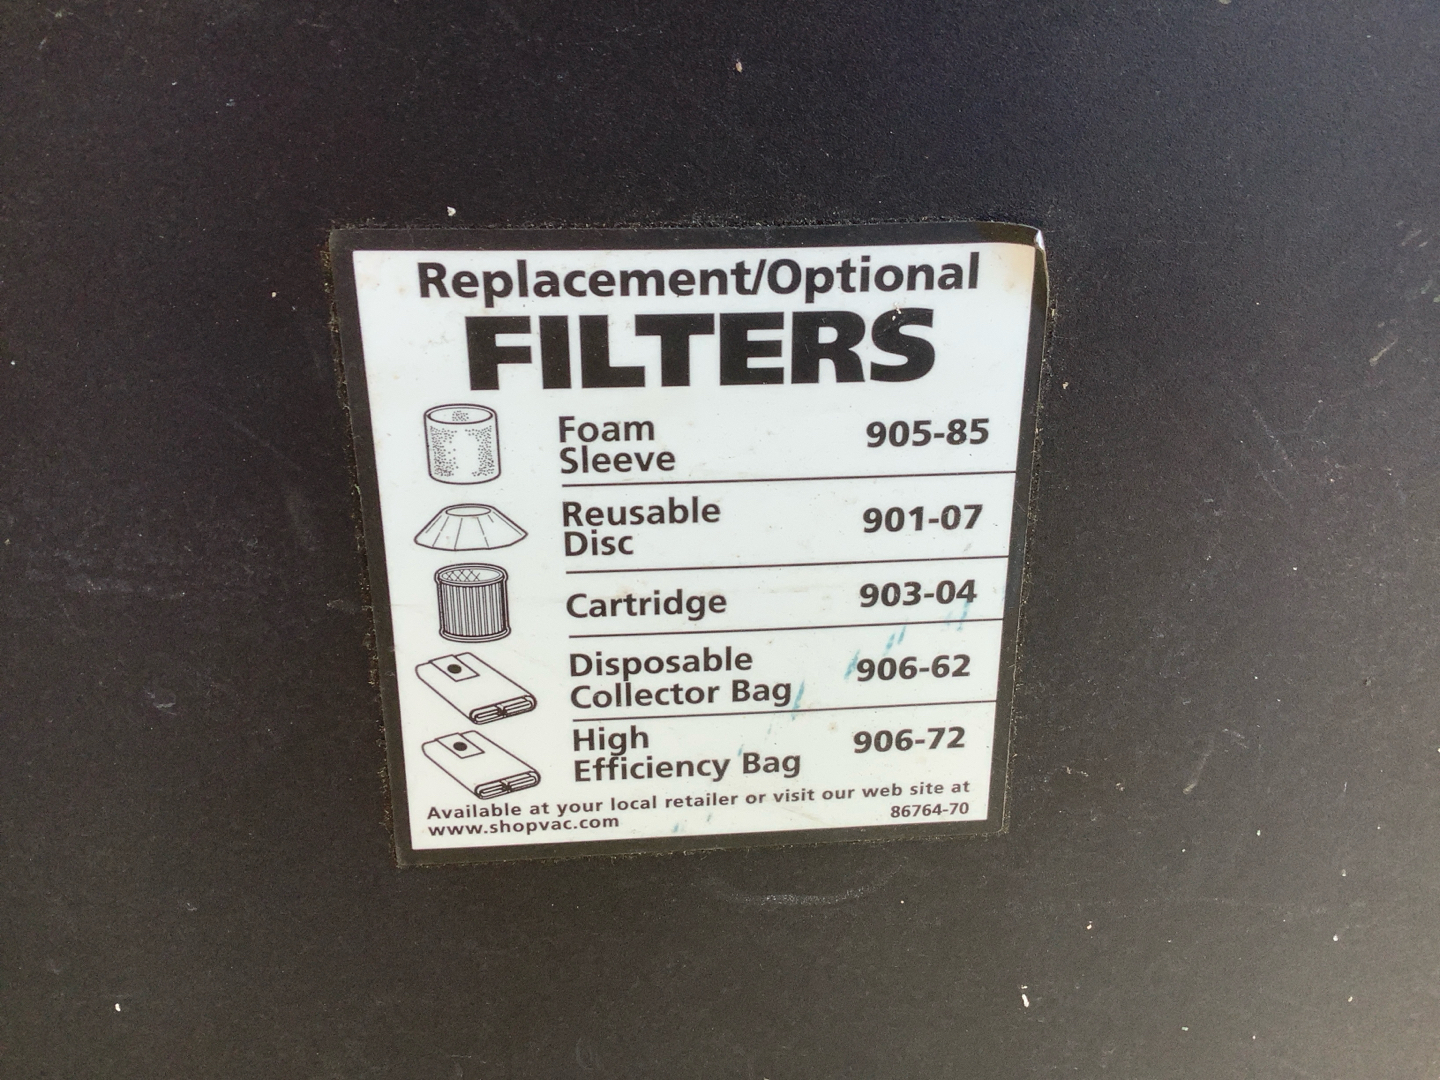 Replacement/Optional
FILTERS
Foam
Sleeve
905-85
Reusable
Disc
901-07
Cartridge 903-04
Disposable
Collector Bag
906-62
High
Efficiency Bag
906-72
Available at your local retailer or visit our web site at
www.shopvac.com 86764-70